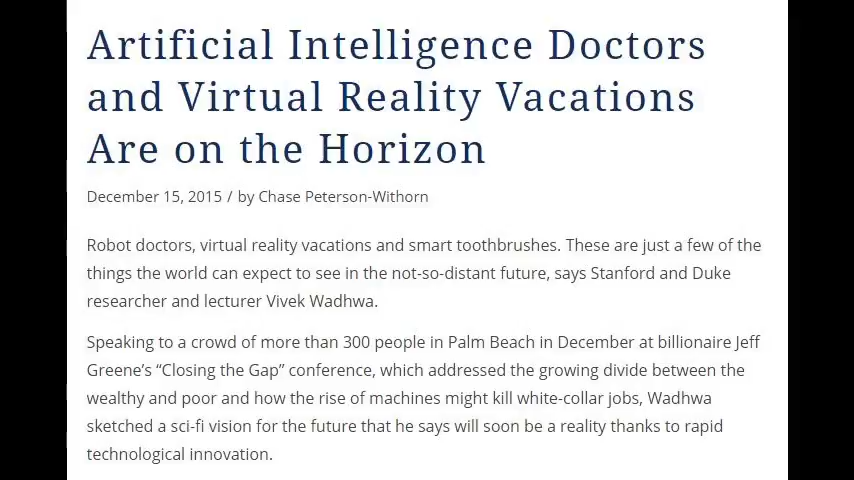 Artificial Intelligence Doctors
and Virtual Reality Vacations
Are on the Horizon
December 15, 2015 / by Chase Peterson-Withorn
Robot doctors, virtual reality vacations and smart toothbrushes. These are just a few of the
things the world can expect to see in the not-so-distant future, says Stanford and Duke
researcher and lecturer Vivek Wadhwa.
Speaking to a crowd of more than 300 people in Palm Beach in December at billionaire Jeff
Greene’s “Closing the Gap” conference, which addressed the growing divide between the
wealthy and poor and how the rise of machines might kill white-collar jobs, Wadhwa
sketched a sci-fi vision for the future that he says will soon be a reality thanks to rapid
technological innovation.